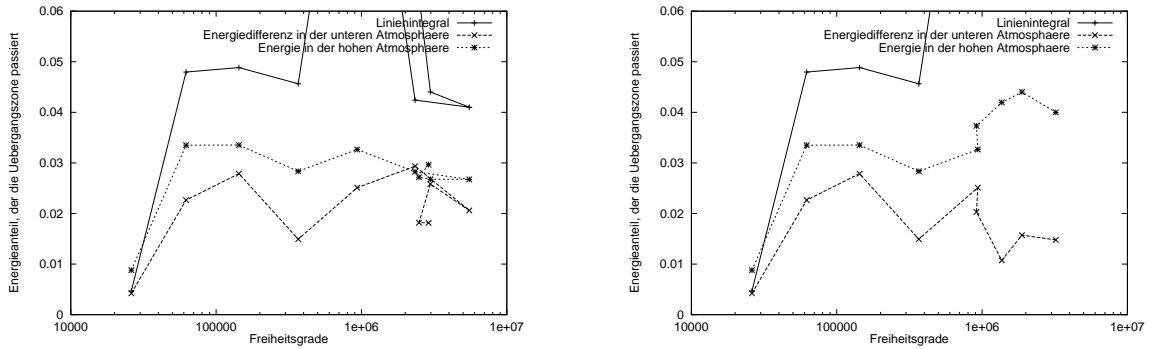 Energieanteil, der die Uebergangszone passiert
0.06
0.05
0.04
0.03
0.02
0.01
0
10000
100000
1e+06
1e+07
Freiheitsgrade
Linienintegral
Energiedifferenz in der unteren Atmosphaere
Energie in der hohen Atmosphaere
Energieanteil, der die Uebergangszone passiert
0.06
0.05
0.04
0.03
0.02
0.01
0
10000
100000
1e+06
1e+07
Freiheitsgrade
Linienintegral
Energiedifferenz in der unteren Atmosphaere
Energie in der hohen Atmosphaere